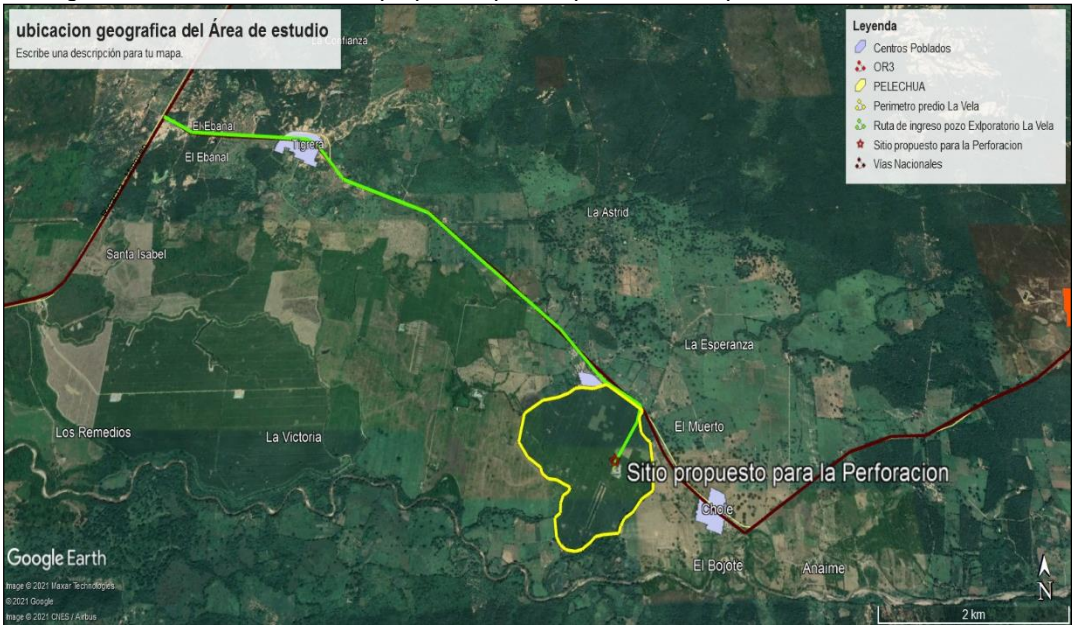 ubicacion geografica del Área de estudio
Escribe una descripción para tu mapa.
Leyenda
Centros Poblados
OR3
PELECHUA
Perimetro predio La Vela
Ruta de ingreso pozo Exlporatorio La Vela
Sitio propuesto para la Perforacion
Vias Nacionales
La Confianza
El Ebanal
Tigrera
El Ebanal
La Astrid
Santa Isabel
La Esperanza
Los Remedios
La Victoria
El Muerto
Sitio propuesto para la Perforacion
Chole
El Bojote
Anaime
Google Earth
Image © 2021 Maxar Technologies
© 2021 Google
Image © 2021 CNES / Airbus
N
2 km